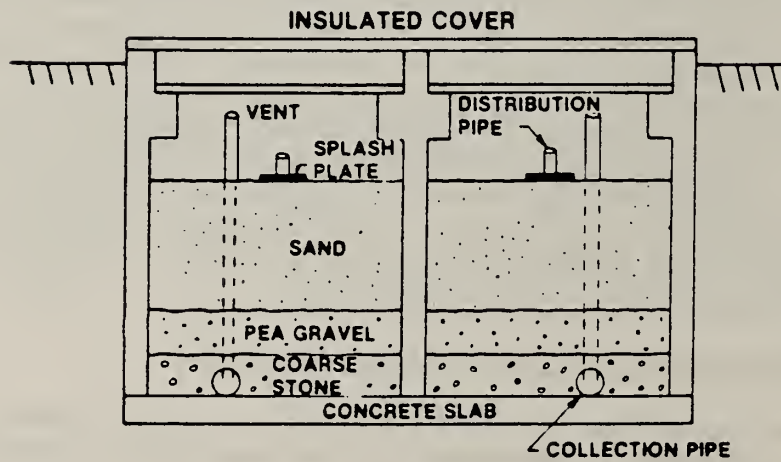 INSULATED COVER
VENT
DISTRIBUTION
PIPE
SPLASH
PLATE
SAND
PEA GRAVEL
COARSE
STONE
CONCRETE SLAB
COLLECTION PIPE